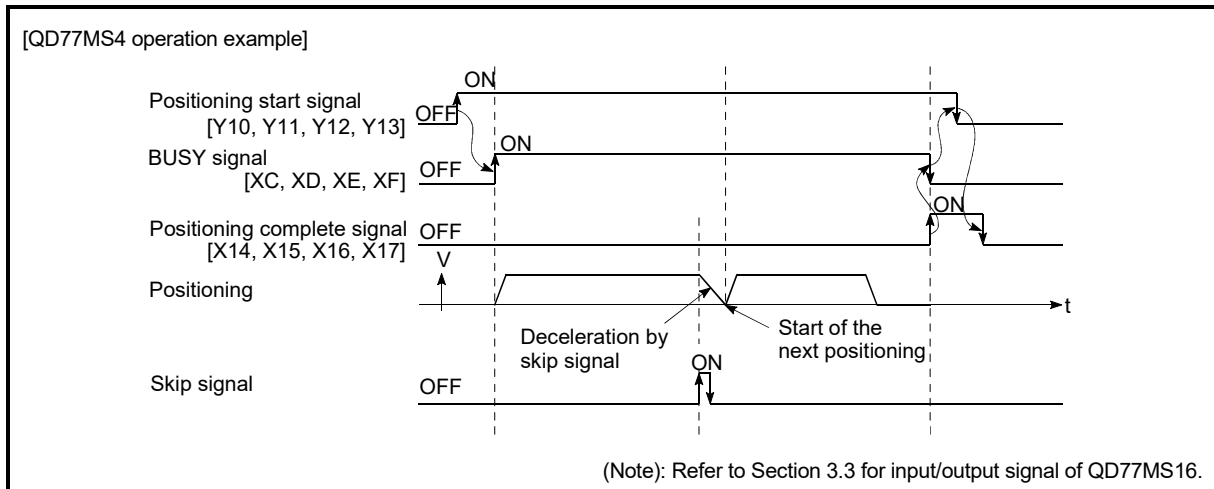 [QD77MS4 operation example]
ON
Positioning start signal
OFF
[Y10, Y11, Y12, Y13]
ON
BUSY signal
OFF
[XC, XD, XE, XF]
ON
Positioning complete signal
OFF
[X14, X15, X16, X17]
V
Positioning
t
Deceleration by
skip signal
Start of the
next positioning
ON
Skip signal
OFF
(Note): Refer to Section 3.3 for input/output signal of QD77MS16.